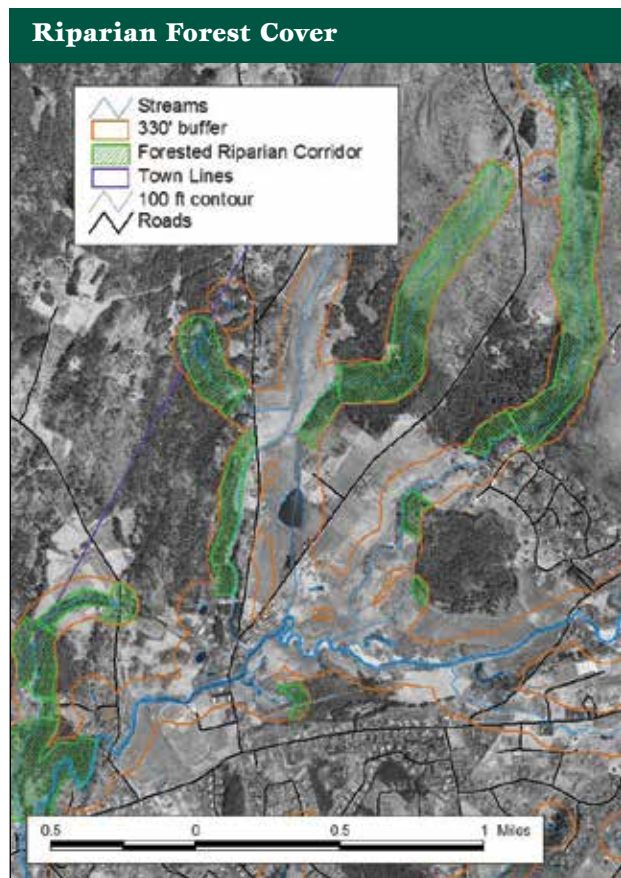 Riparian Forest Cover
Streams
330' buffer
Forested Riparian Corridor
Town Lines
100 ft contour
Roads
0.5 0 0.5 1 Miles